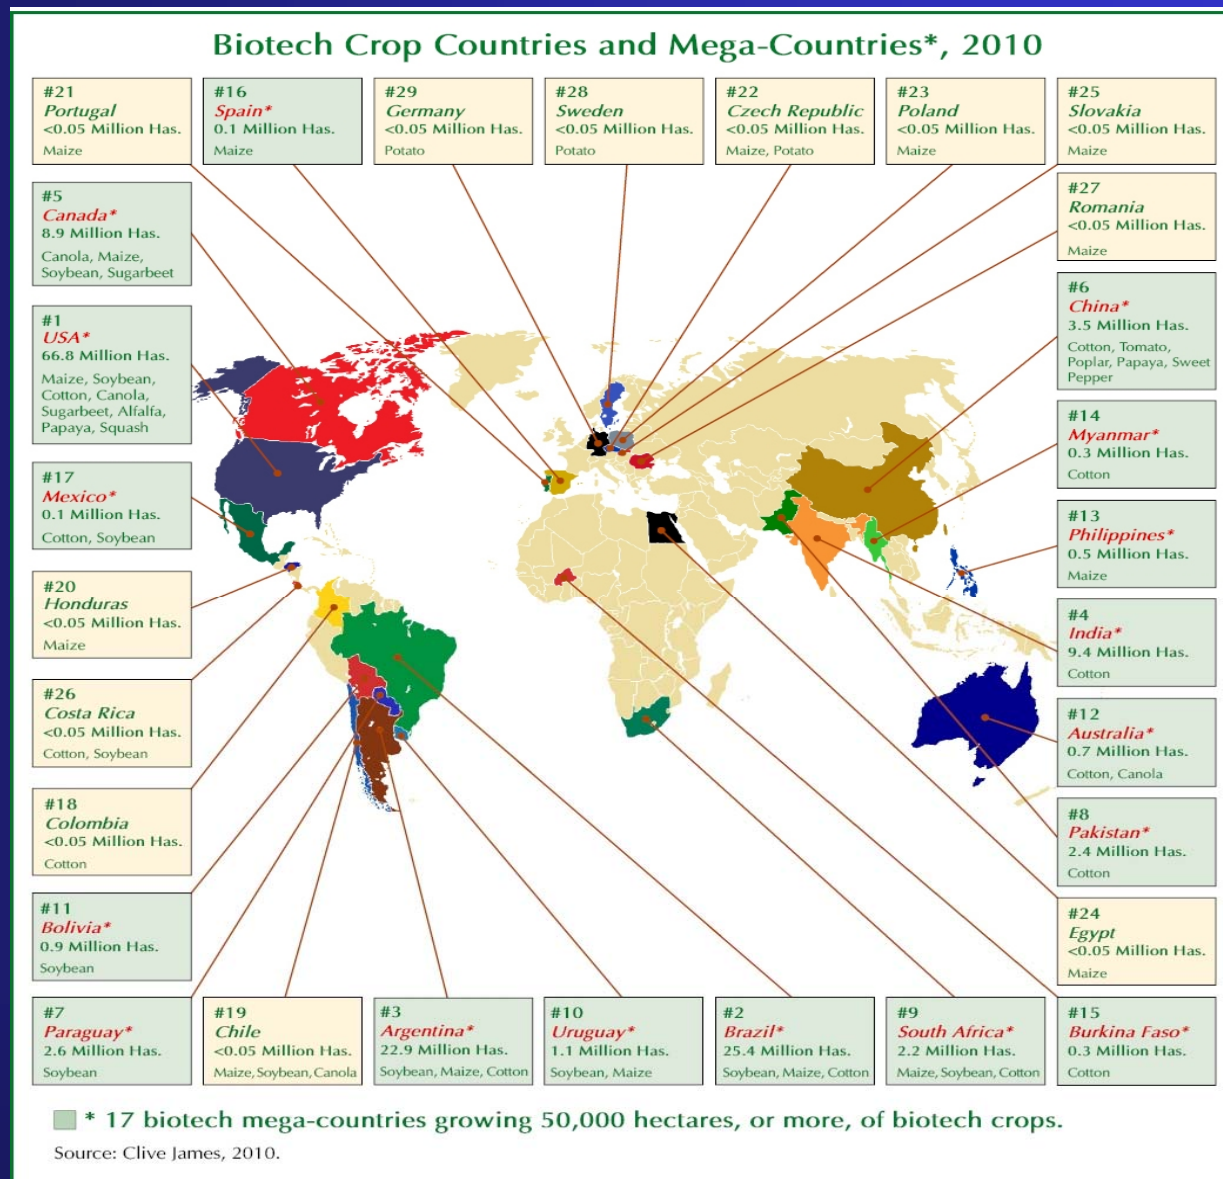 Biotech Crop Countries and Mega-Countries*, 2010
#21
Portugal
<0.05 Million Has.
Maize
#16
Spain*
0.1 Million Has.
Maize
#29
Germany
<0.05 Million Has.
Potato
#28
Sweden
<0.05 Million Has.
Potato
#22
Czech Republic
<0.05 Million Has.
Maize, Potato
#23
Poland
<0.05 Million Has.
Maize
#25
Slovakia
<0.05 Million Has.
Maize
#5
Canada*
8.9 Million Has.
Canola, Maize,
Soybean, Sugarbeet
#1
USA*
66.8 Million Has.
Maize, Soybean,
Cotton, Canola,
Sugarbeet, Alfalfa,
Papaya, Squash
#17
Mexico*
0.1 Million Has.
Cotton, Soybean
#20
Honduras
<0.05 Million Has.
Maize
#26
Costa Rica
<0.05 Million Has.
Cotton, Soybean
#18
Colombia
<0.05 Million Has.
Cotton
#11
Bolivia*
0.9 Million Has.
Soybean
#27
Romania
<0.05 Million Has.
Maize
#6
China*
3.5 Million Has.
Cotton, Tomato,
Poplar, Papaya, Sweet
Pepper
#14
Myanmar*
0.3 Million Has.
Cotton
#13
Philippines*
0.5 Million Has.
Maize
#4
India*
9.4 Million Has.
Cotton
#12
Australia*
0.7 Million Has.
Cotton, Canola
#8
Pakistan*
2.4 Million Has.
Cotton
#24
Egypt
<0.05 Million Has.
Maize
#7
Paraguay*
2.6 Million Has.
Soybean
#19
Chile
<0.05 Million Has.
Maize, Soybean, Canola
#3
Argentina*
22.9 Million Has.
Soybean, Maize, Cotton
#10
Uruguay*
1.1 Million Has.
Soybean, Maize
#2
Brazil*
25.4 Million Has.
Soybean, Maize, Cotton
#9
South Africa*
2.2 Million Has.
Maize, Soybean, Cotton
#15
Burkina Faso*
0.3 Million Has.
Cotton
* 17 biotech mega-countries growing 50,000 hectares, or more, of biotech crops.
Source: Clive James, 2010.